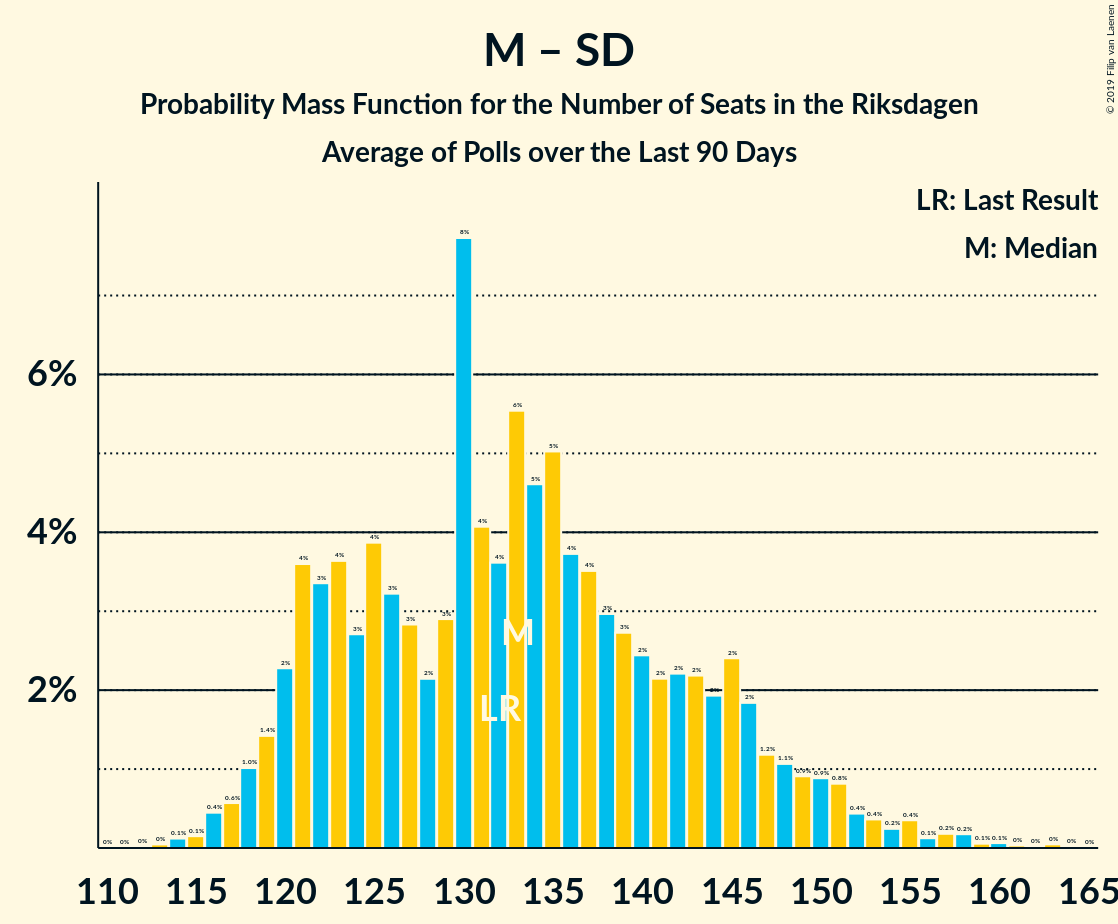 M – SD
Probability Mass Function for the Number of Seats in the Riksdagen
Average of Polls over the Last 90 Days
© 2019 Filip van Laenen
LR: Last Result
M: Median
6%
4%
2%
0% 0% 0% 0% 0.1% 0.1% 0.4% 0.6% 1.0% 1.4% 2% 4% 3% 4% 3% 4% 3% 3% 2% 3% 8% 4% 4% 6% 5% 5% 4% 4% 3% 3% 2% 2% 2% 2% 2% 2% 2% 1.2% 1.1% 0.9% 0.9% 0.8% 0.4% 0.4% 0.2% 0.4% 0.1% 0.2% 0.2% 0.1% 0.1% 0% 0% 0% 0% 0%
M
LR
110 115 120 125 130 135 140 145 150 155 160 165